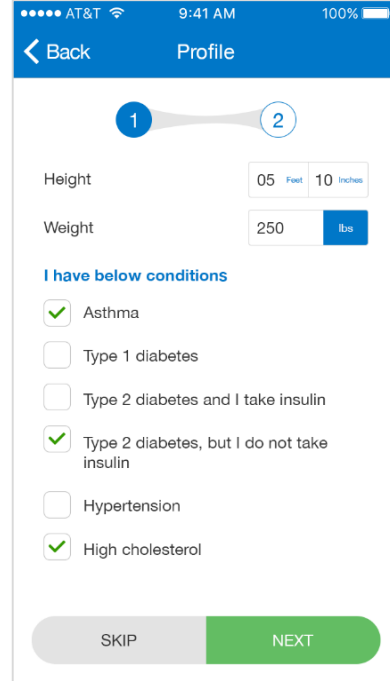 AT&T 9:41 AM 100%
Back Profile
1 2
Height 05 Feet 10 Inches
Weight 250 lbs
I have below conditions
Asthma
Type 1 diabetes
Type 2 diabetes and I take insulin
Type 2 diabetes, but I do not take
insulin
Hypertension
High cholesterol
SKIP NEXT